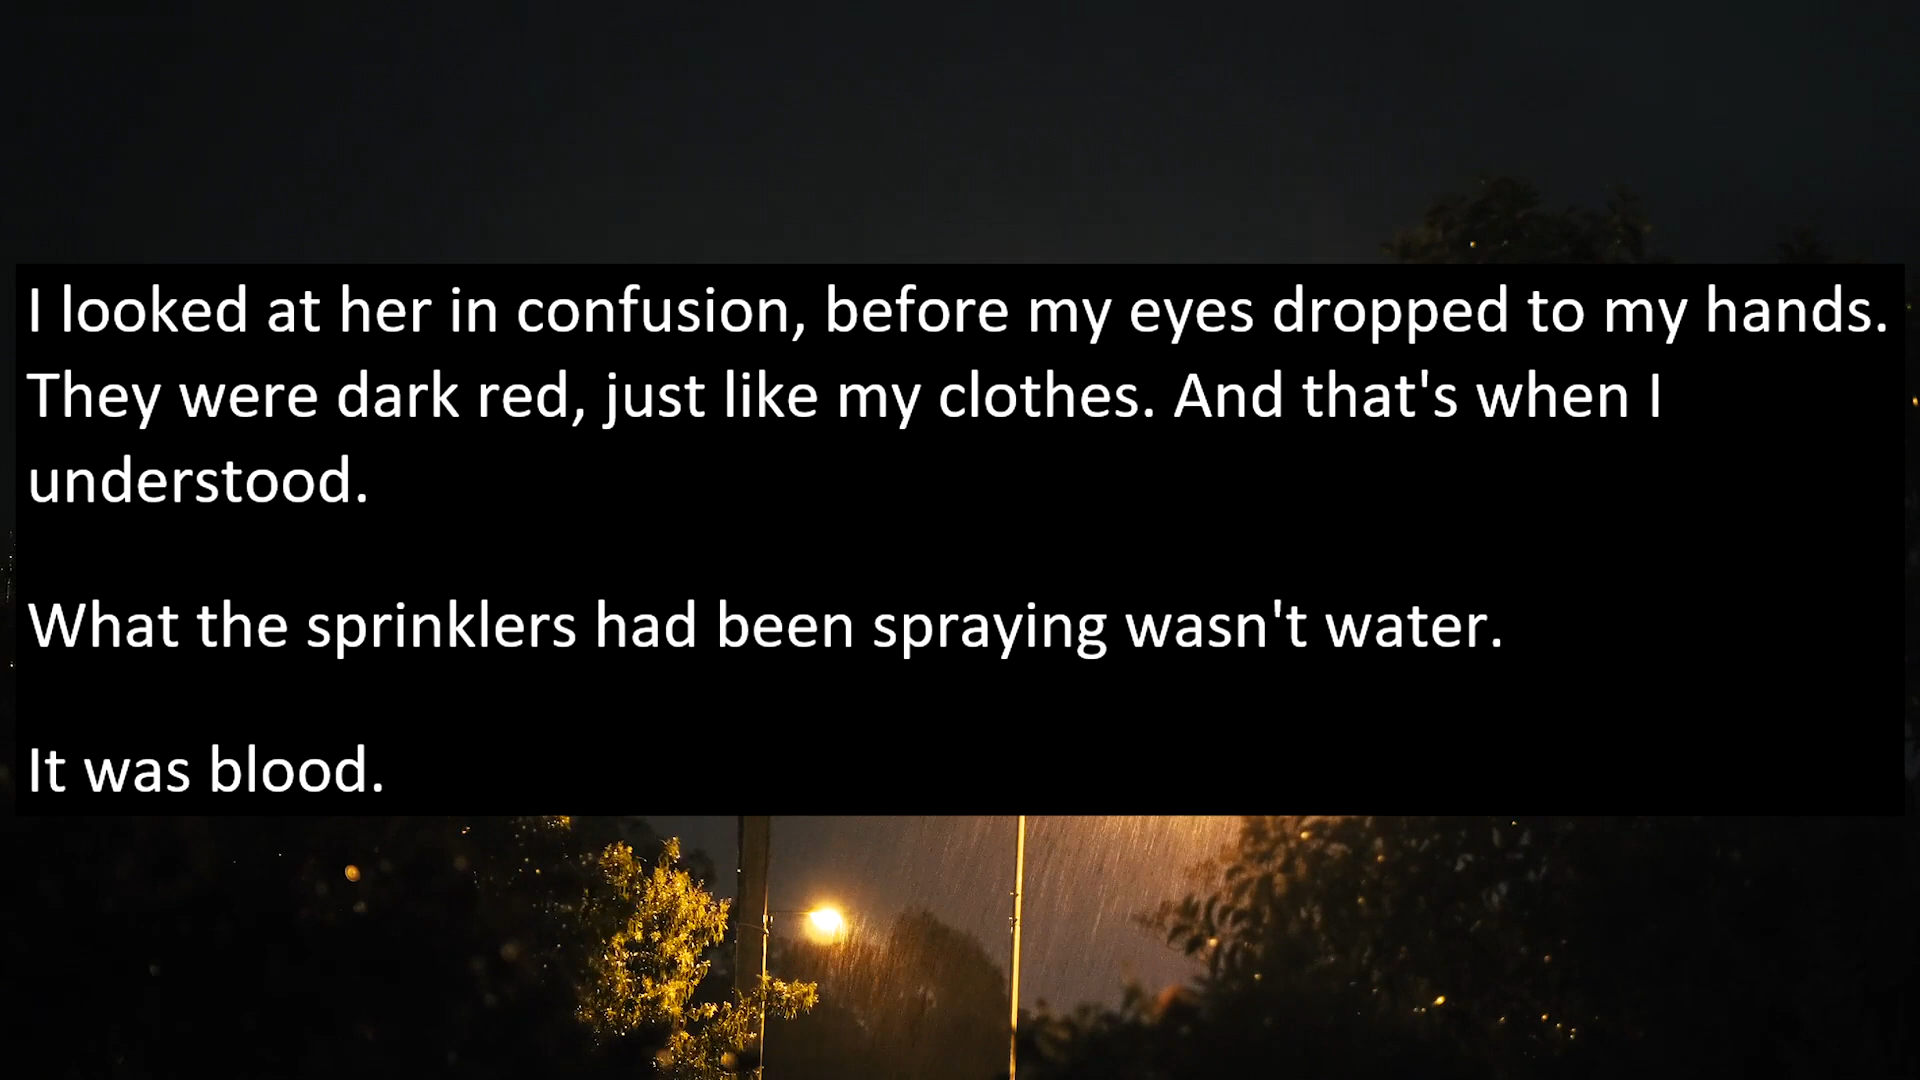 I looked at her in confusion, before my eyes dropped to my hands.
They were dark red, just like my clothes. And that's when I
understood.
What the sprinklers had been spraying wasn't water.
It was blood.